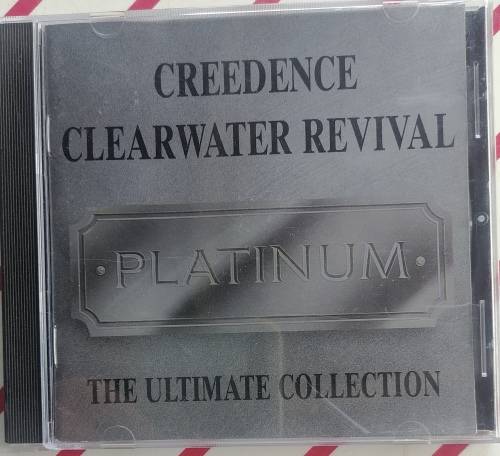 CREEDENCE
CLEARWATER REVIVAL
· PLATINUM ·
THE ULTIMATE COLLECTION